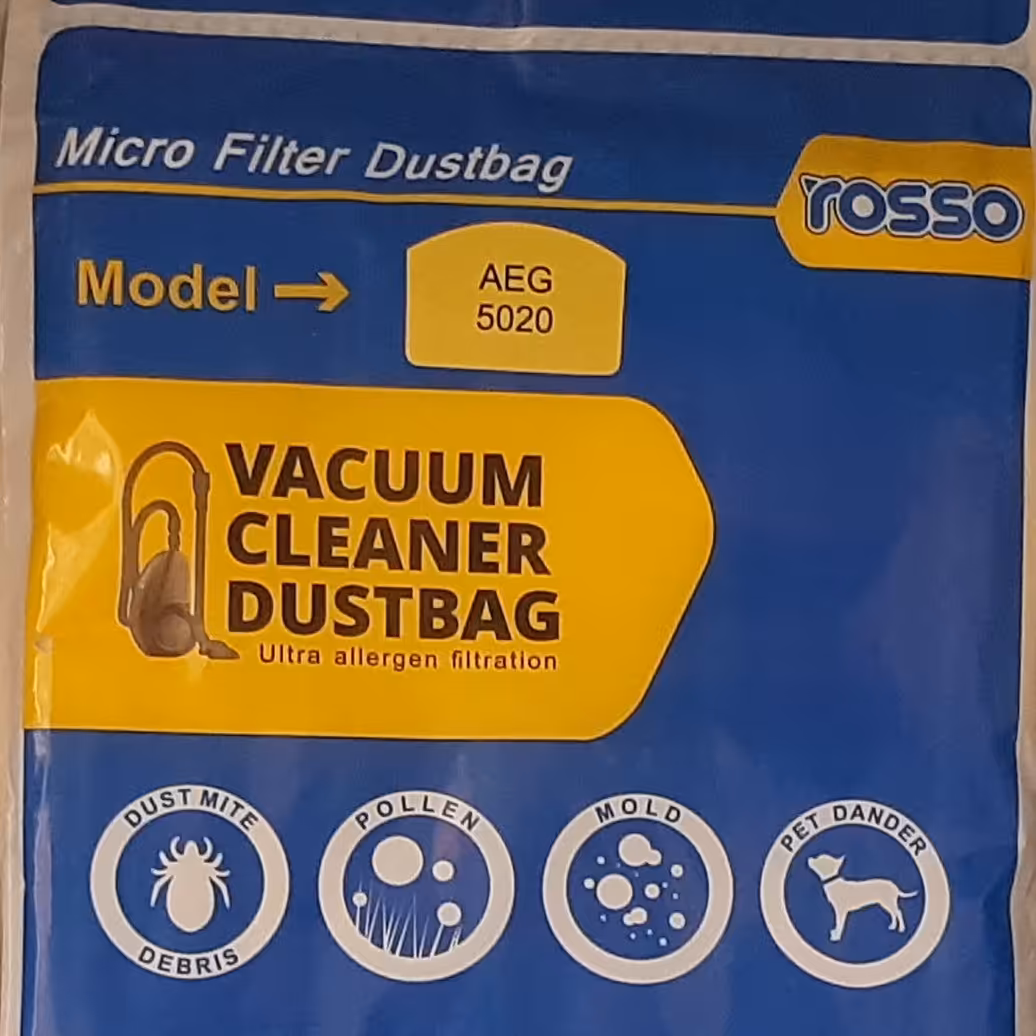 Micro Filter Dustbag
rosso
Model →
AEG
5020
VACUUM
CLEANER
DUSTBAG
Ultra allergen filtration
DUST MITE
DEBRIS
POLLEN
MOLD
PET DANDER